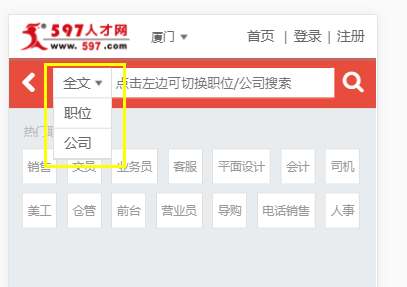 597人才网
www. 597 .com
厦门 首页 | 登录 | 注册
全文 点击左边可切换职位/公司搜索
职位
公司
热门
销售 文员 业务员 客服 平面设计 会计 司机
美工 仓管 前台 营业员 导购 电话销售 人事